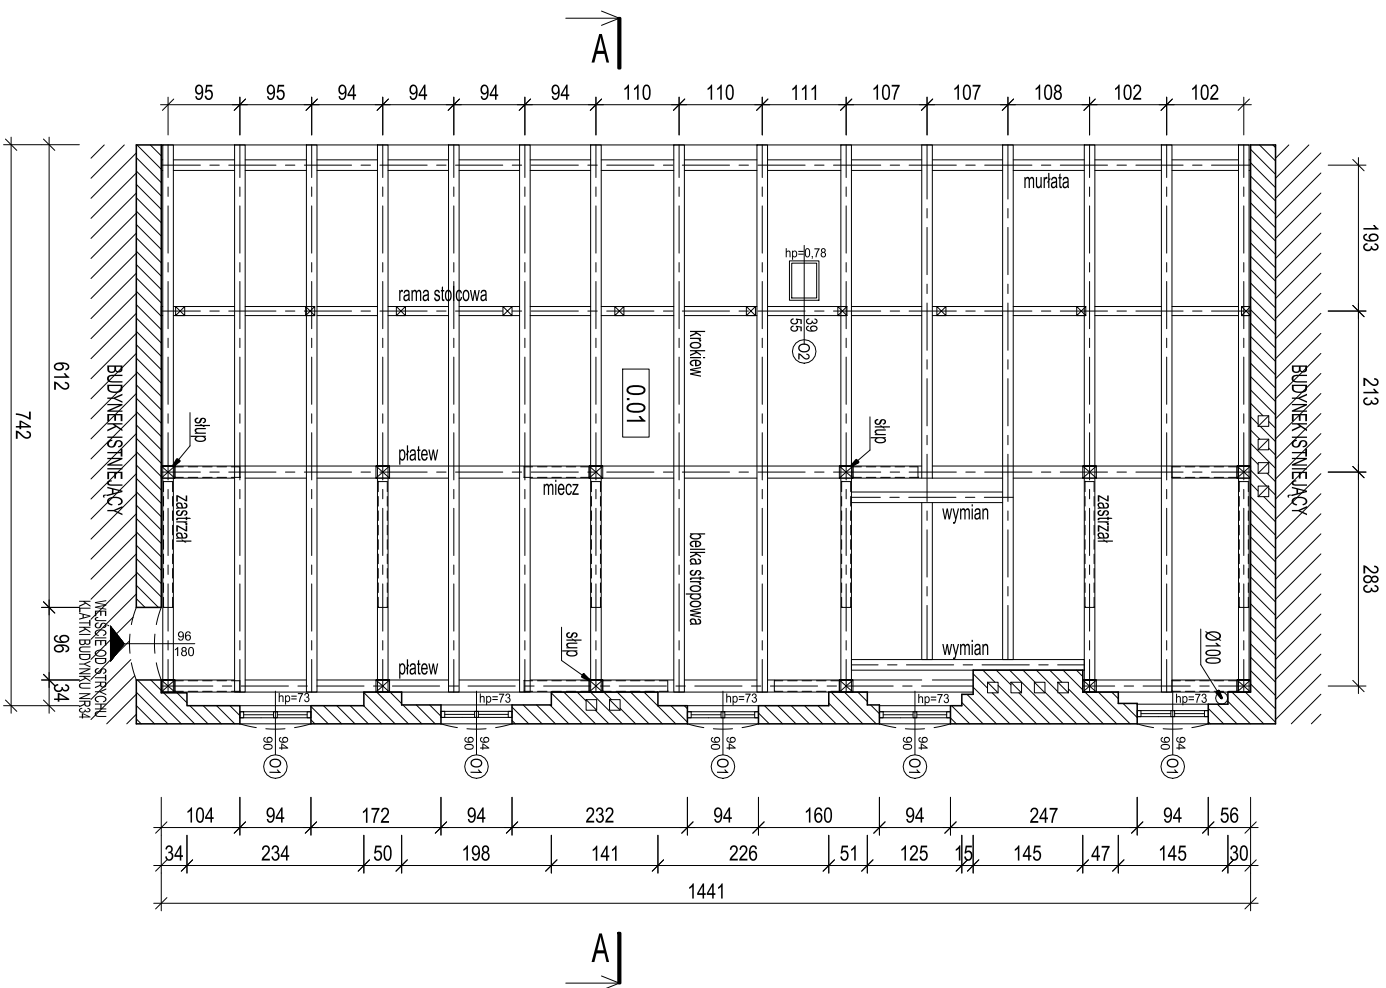 A
95 95 94 94 94 94 110 110 111 107 107 108 102 102
murłata
193
hp=0,78
rama stolcowa
39
55
O2
krokiew
213
BUDYNEK ISTNIEJĄCY
612
742
BUDYNEK ISTNIEJĄCY
0.01
słup
słup
płatew
miecz
zastrzał
wymian
zastrzał
belka stropowa
283
WEJŚCIE OD STRYCHU
KLATKI BUDYNKU NR34
96
34
96
180
słup
wymian
Ø100
płatew
hp=73 hp=73 hp=73 hp=73 hp=73
94 94 94 94 94
90 90 90 90 90
O1 O1 O1 O1 O1
104 94 172 94 232 94 160 94 247 94 56
34 234 50 198 141 226 51 125 15 145 47 145 30
1441
A